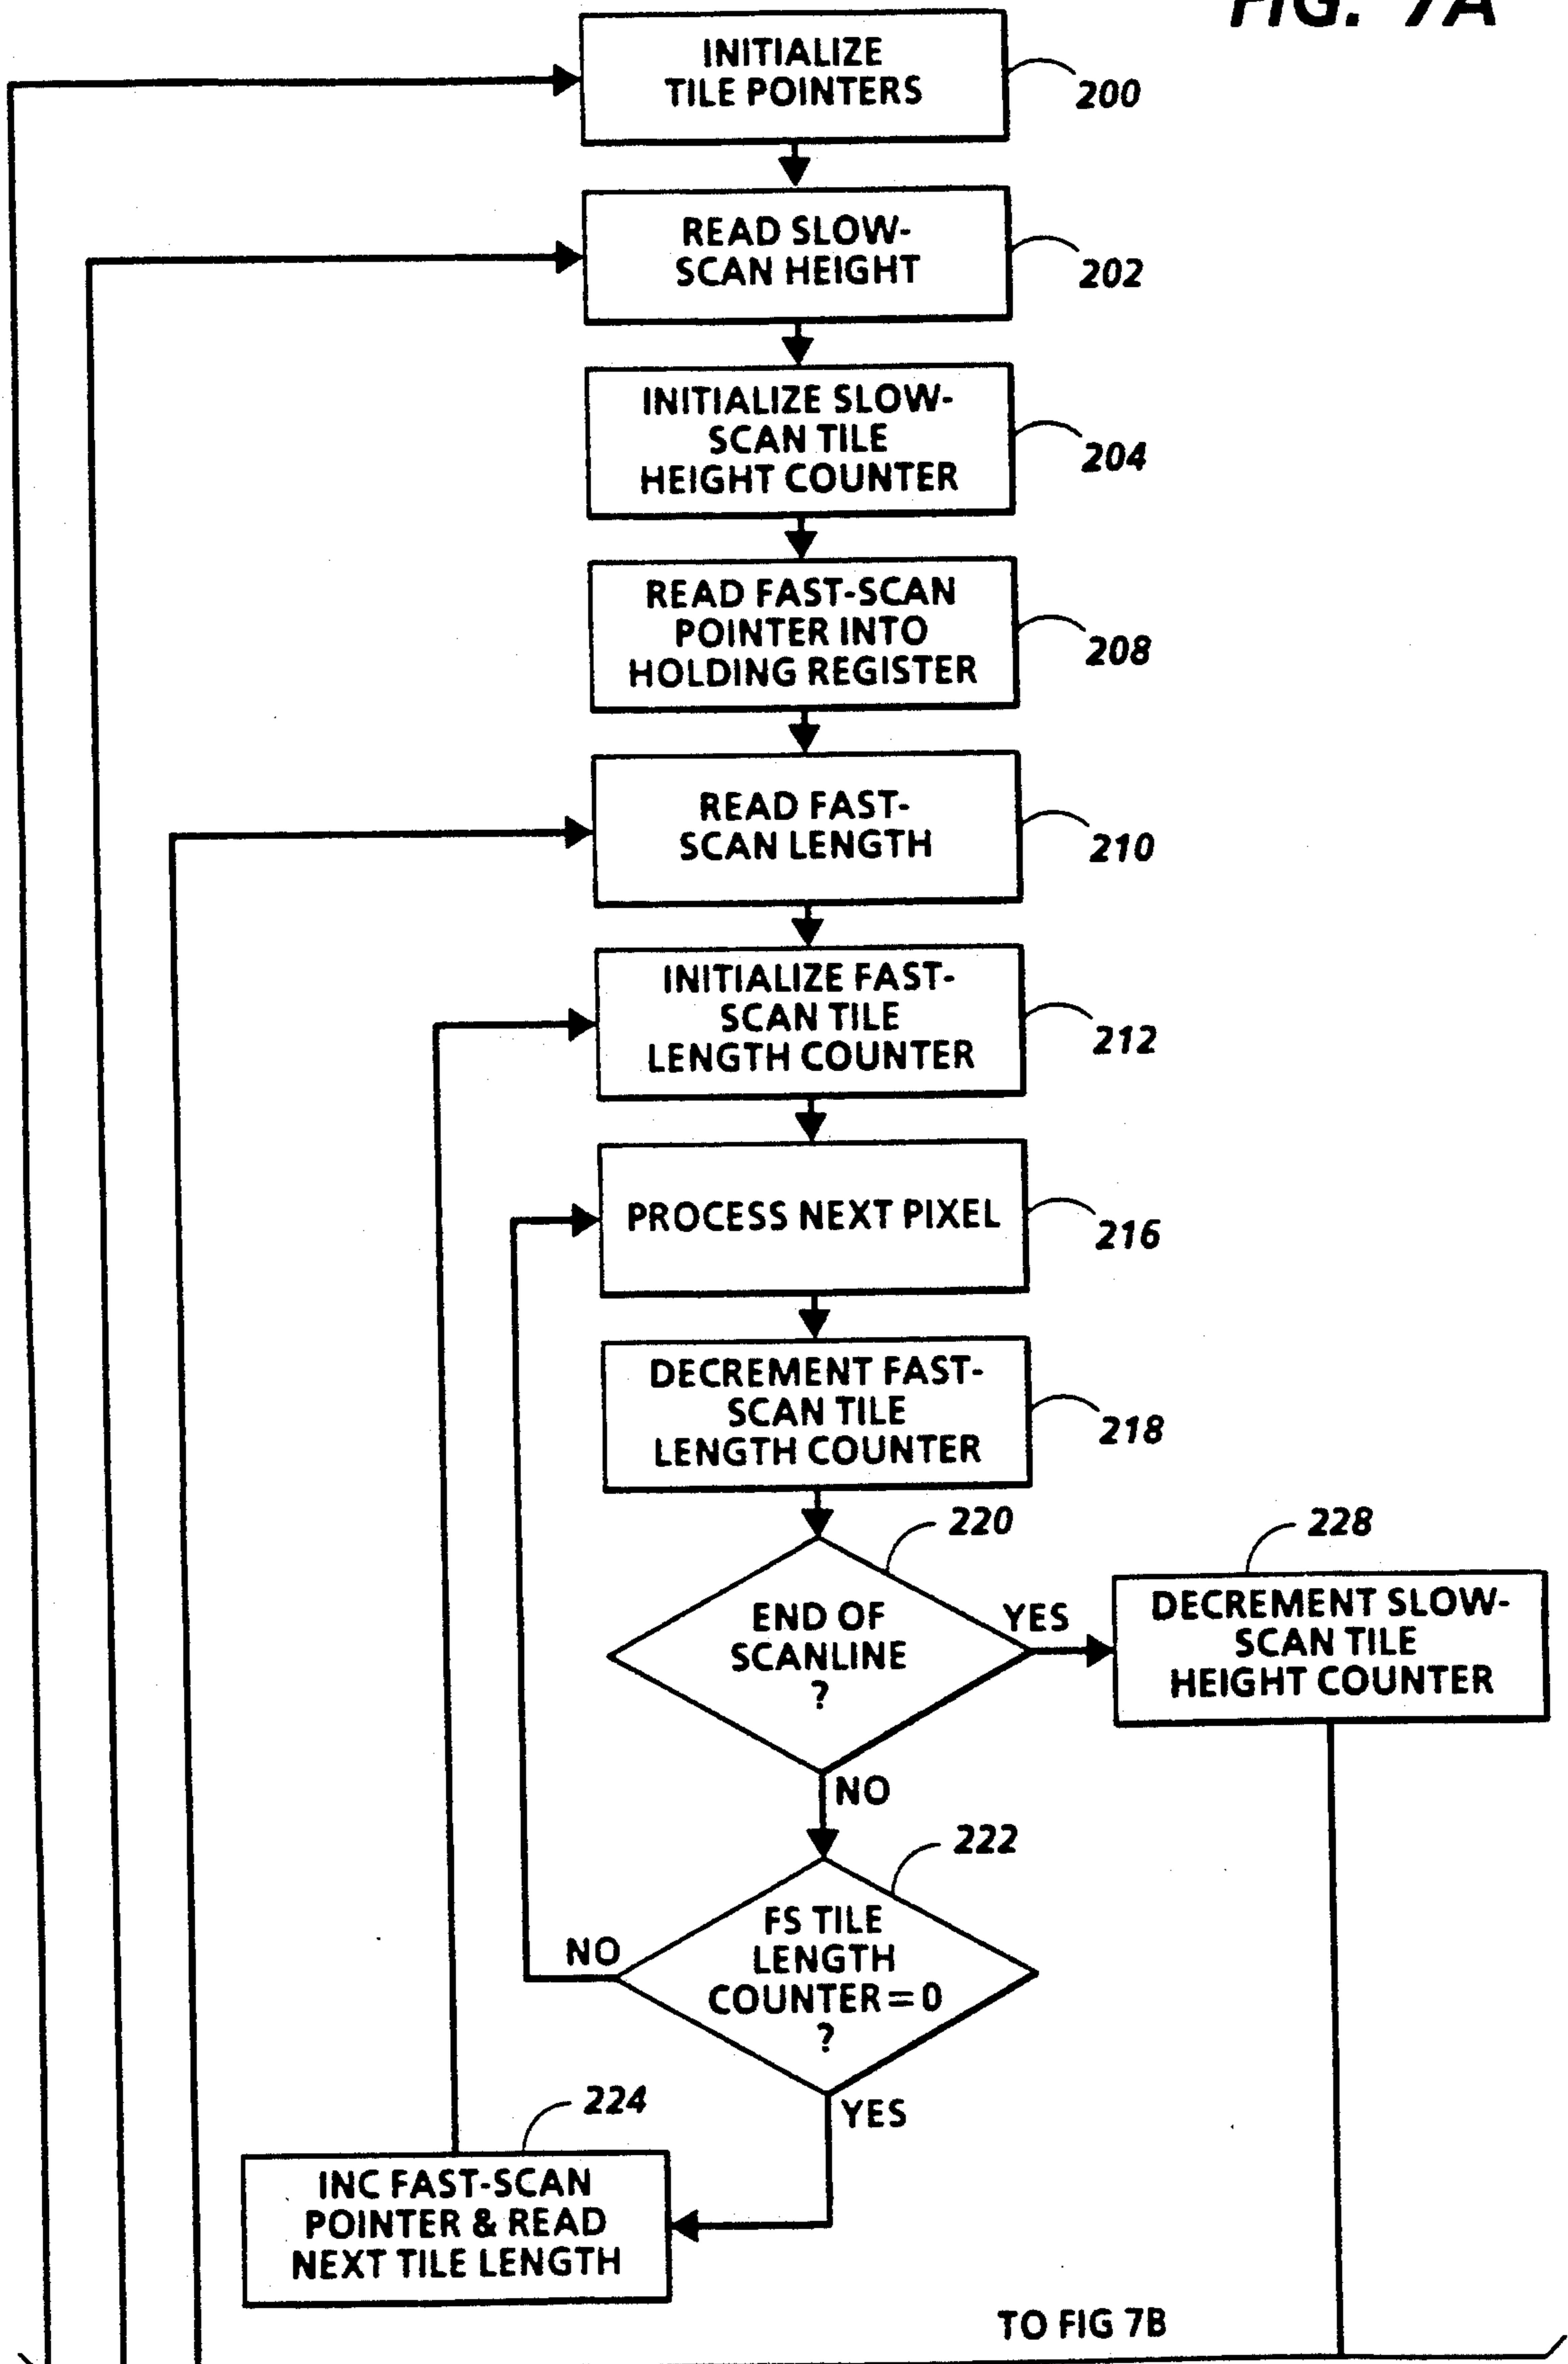 FIG. 7A
INITIALIZE
TILE POINTERS
200
READ SLOW-
SCAN HEIGHT
202
INITIALIZE SLOW-
SCAN TILE
HEIGHT COUNTER
204
READ FAST-SCAN
POINTER INTO
HOLDING REGISTER
208
READ FAST-
SCAN LENGTH
210
INITIALIZE FAST-
SCAN TILE
LENGTH COUNTER
212
PROCESS NEXT PIXEL
216
DECREMENT FAST-
SCAN TILE
LENGTH COUNTER
218
220
END OF
SCANLINE
?
YES
228
DECREMENT SLOW-
SCAN TILE
HEIGHT COUNTER
NO
222
FS TILE
LENGTH
COUNTER = 0
?
NO
YES
224
INC FAST-SCAN
POINTER & READ
NEXT TILE LENGTH
TO FIG 7B